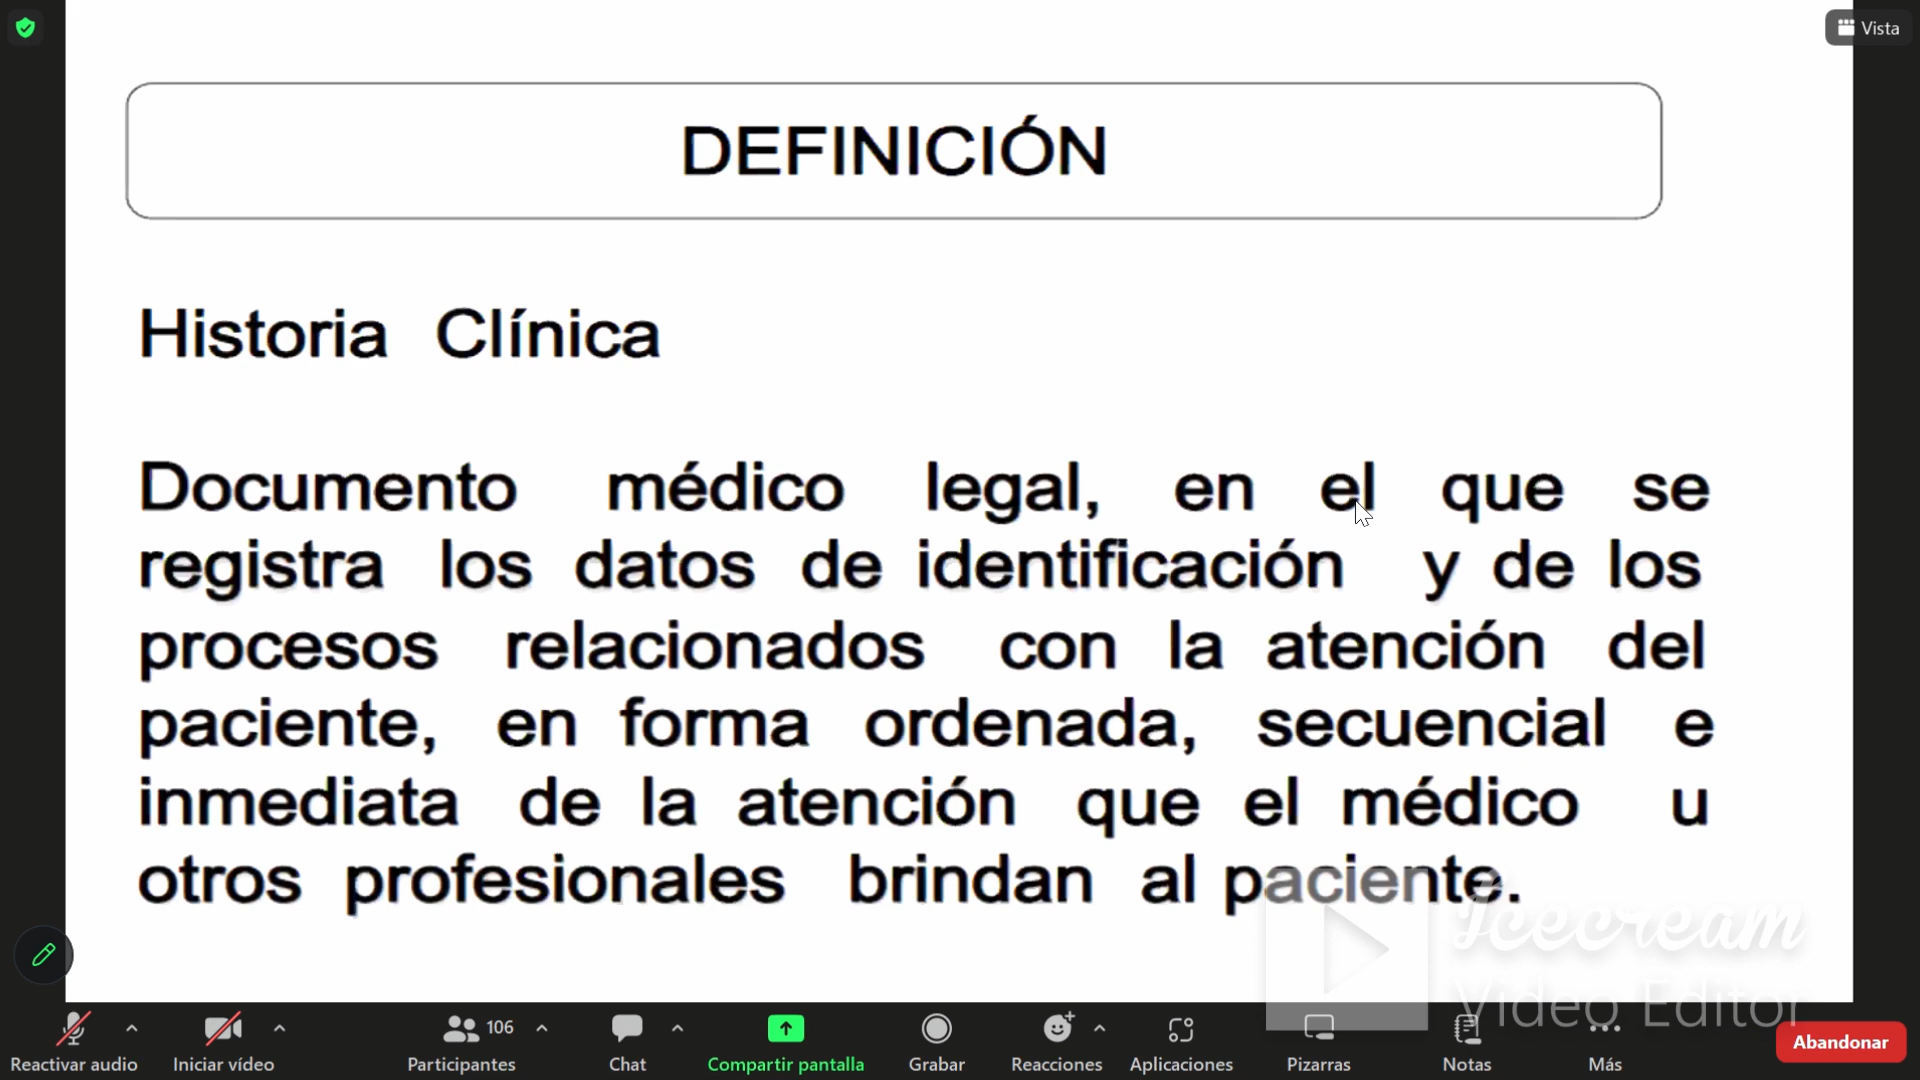 Vista
DEFINICIÓN
Historia Clínica
Documento médico legal, en el que se
registra los datos de identificación y de los
procesos relacionados con la atención del
paciente, en forma ordenada, secuencial e
inmediata de la atención que el médico u
otros profesionales brindan al paciente.
Icecream
Video Editor
106
Reactivar audio Iniciar vídeo Participantes Chat Compartir pantalla Grabar Reacciones Aplicaciones Pizarras Notas Más Abandonar